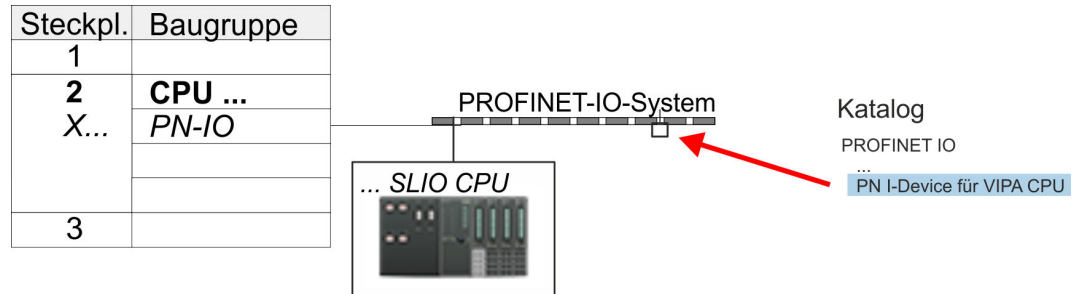 Steckpl. Baugruppe
1
2 CPU ...
X... PN-IO
3
PROFINET-IO-System
... SLIO CPU
Katalog
PROFINET IO
...
PN I-Device für VIPA CPU